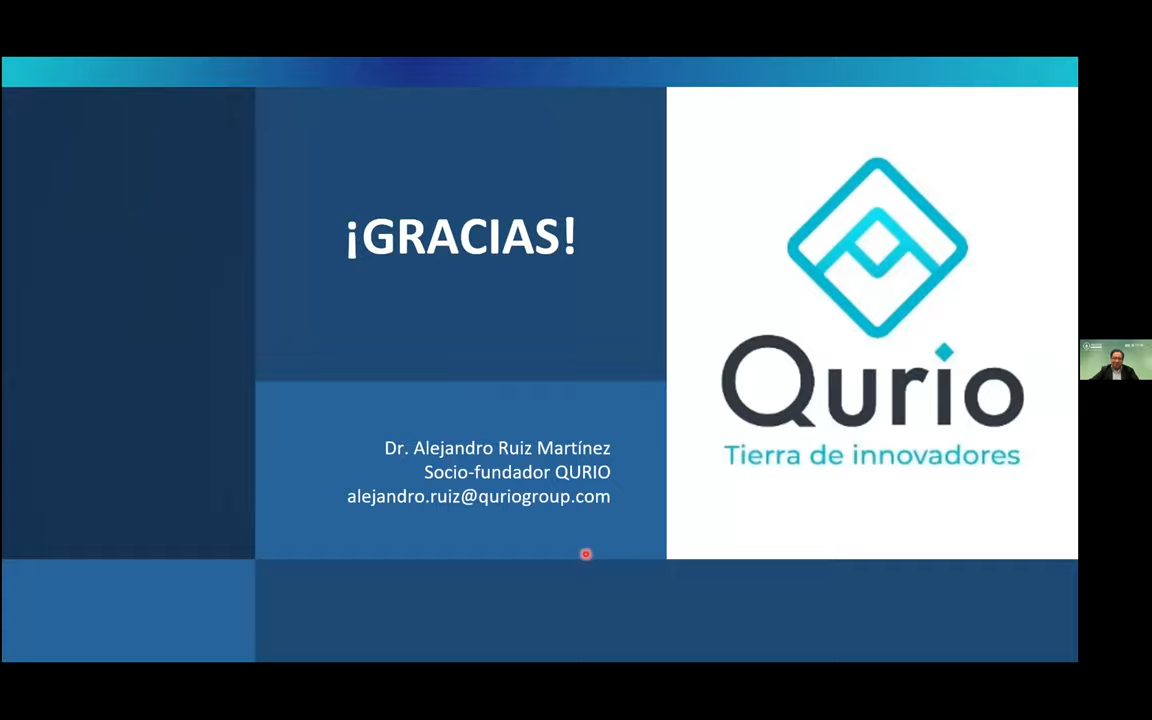 ¡GRACIAS!
Dr. Alejandro Ruiz Martínez
Socio-fundador QURIO
alejandro.ruiz@quriogroup.com
Qurio
Tierra de innovadores